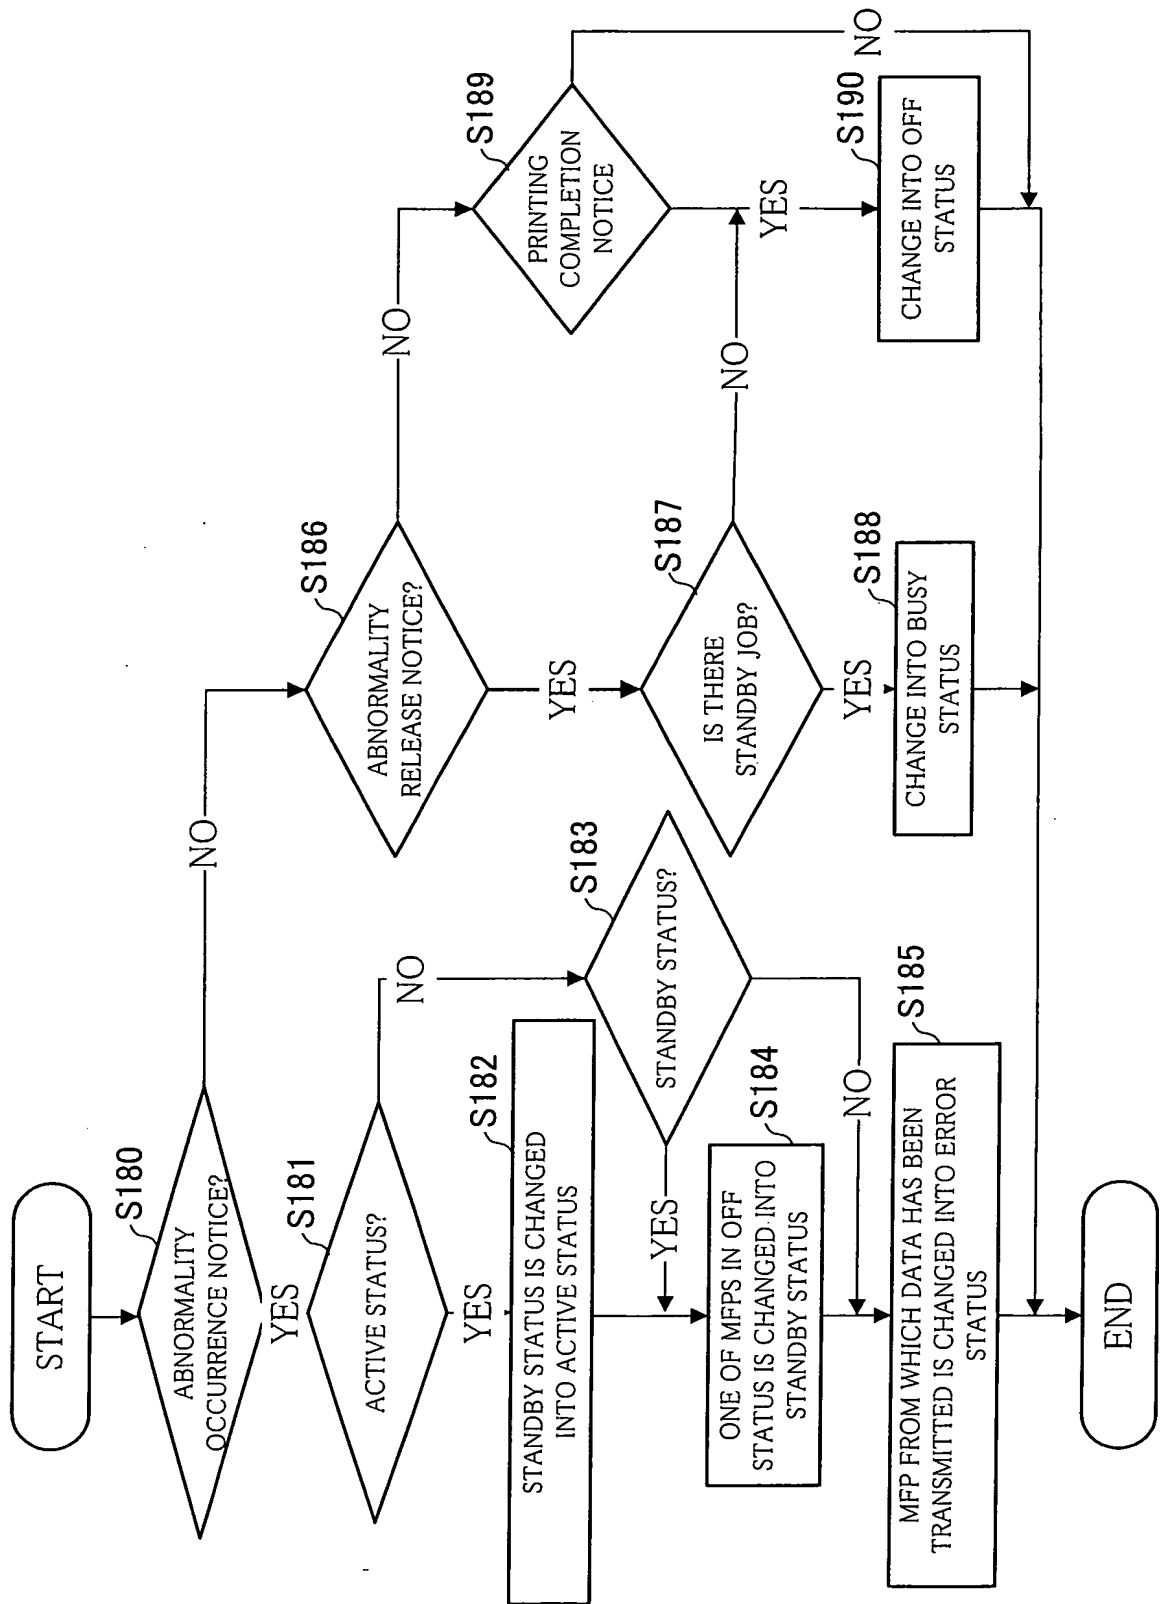 START
S180
ABNORMALITY
OCCURRENCE NOTICE?
NO
YES
S181
ACTIVE STATUS?
NO
YES
S182
STANDBY STATUS IS CHANGED
INTO ACTIVE STATUS
S183
STANDBY STATUS?
YES
NO
S184
ONE OF MFPS IN OFF
STATUS IS CHANGED INTO
STANDBY STATUS
S185
MFP FROM WHICH DATA HAS BEEN
TRANSMITTED IS CHANGED INTO ERROR
STATUS
S186
ABNORMALITY
RELEASE NOTICE?
NO
YES
S187
IS THERE
STANDBY JOB?
NO
YES
S188
CHANGE INTO BUSY
STATUS
S189
PRINTING
COMPLETION
NOTICE
NO
YES
S190
CHANGE INTO OFF
STATUS
END